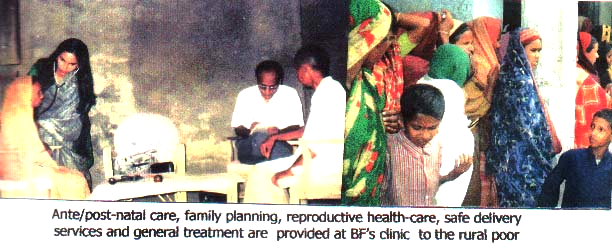 Ante/post-natal care, family planning, reproductive health-care, safe delivery
services and general treatment are provided at BF's clinic to the rural poor